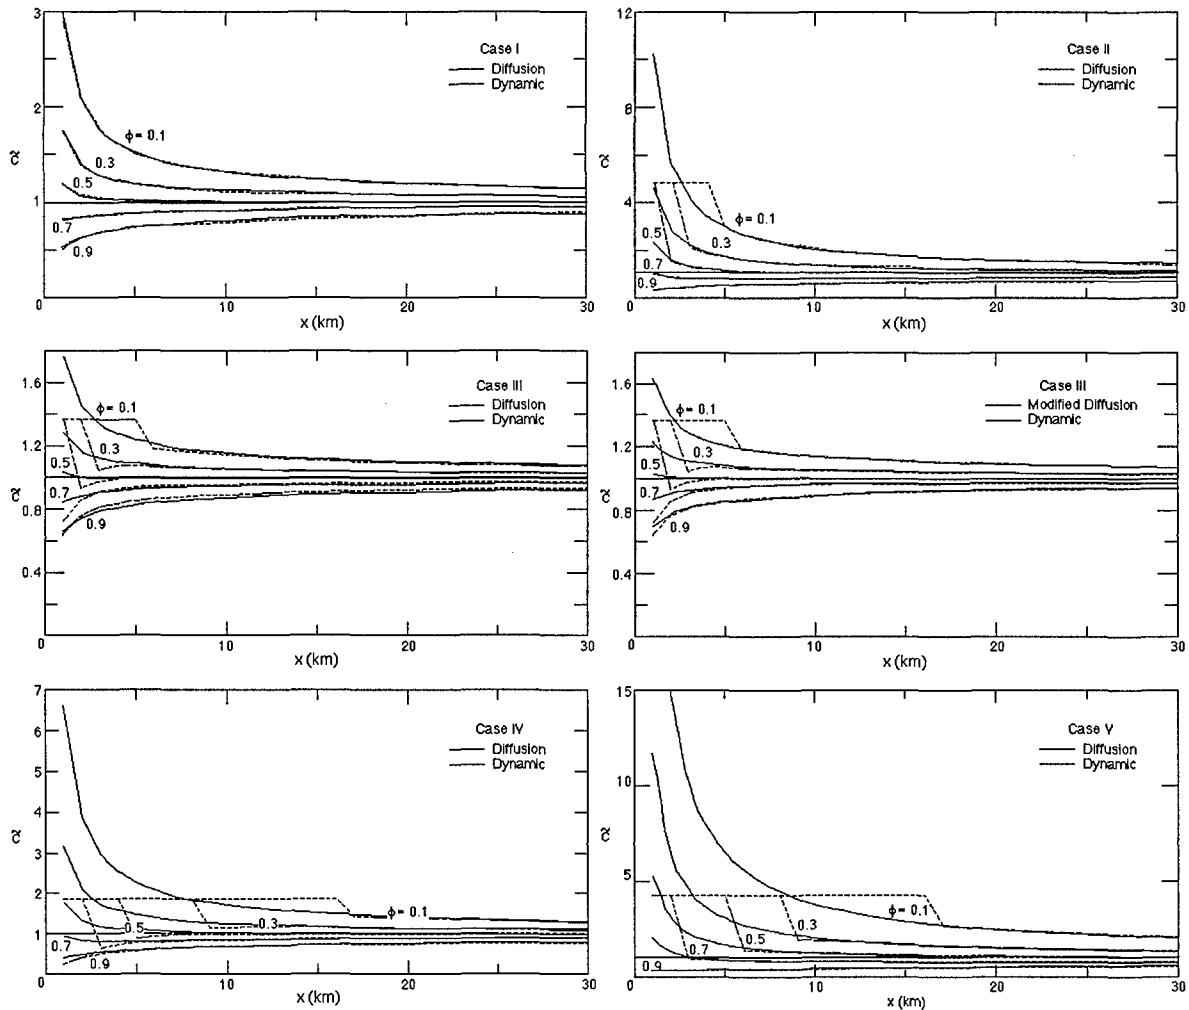 3
2
1
0
c̃
Case I
Diffusion
Dynamic
ϕ = 0.1
0.3
0.5
0.7
0.9
10
20
30
x (km)
12
8
4
0
c̃
Case II
Diffusion
Dynamic
ϕ = 0.1
0.3
0.5
0.7
0.9
10
20
30
x (km)
1.6
1.2
0.8
0.4
0
c̃
Case III
Diffusion
Dynamic
ϕ = 0.1
0.3
0.5
0.7
0.9
10
20
30
x (km)
1.6
1.2
0.8
0.4
0
c̃
Case III
Modified Diffusion
Dynamic
ϕ = 0.1
0.3
0.5
0.7
0.9
10
20
30
x (km)
7
6
5
4
3
2
1
0
c̃
Case IV
Diffusion
Dynamic
ϕ = 0.1
0.3
0.5
0.7
0.9
10
20
30
x (km)
15
10
5
0
c̃
Case V
Diffusion
Dynamic
ϕ = 0.1
0.3
0.5
0.7
0.9
10
20
30
x (km)